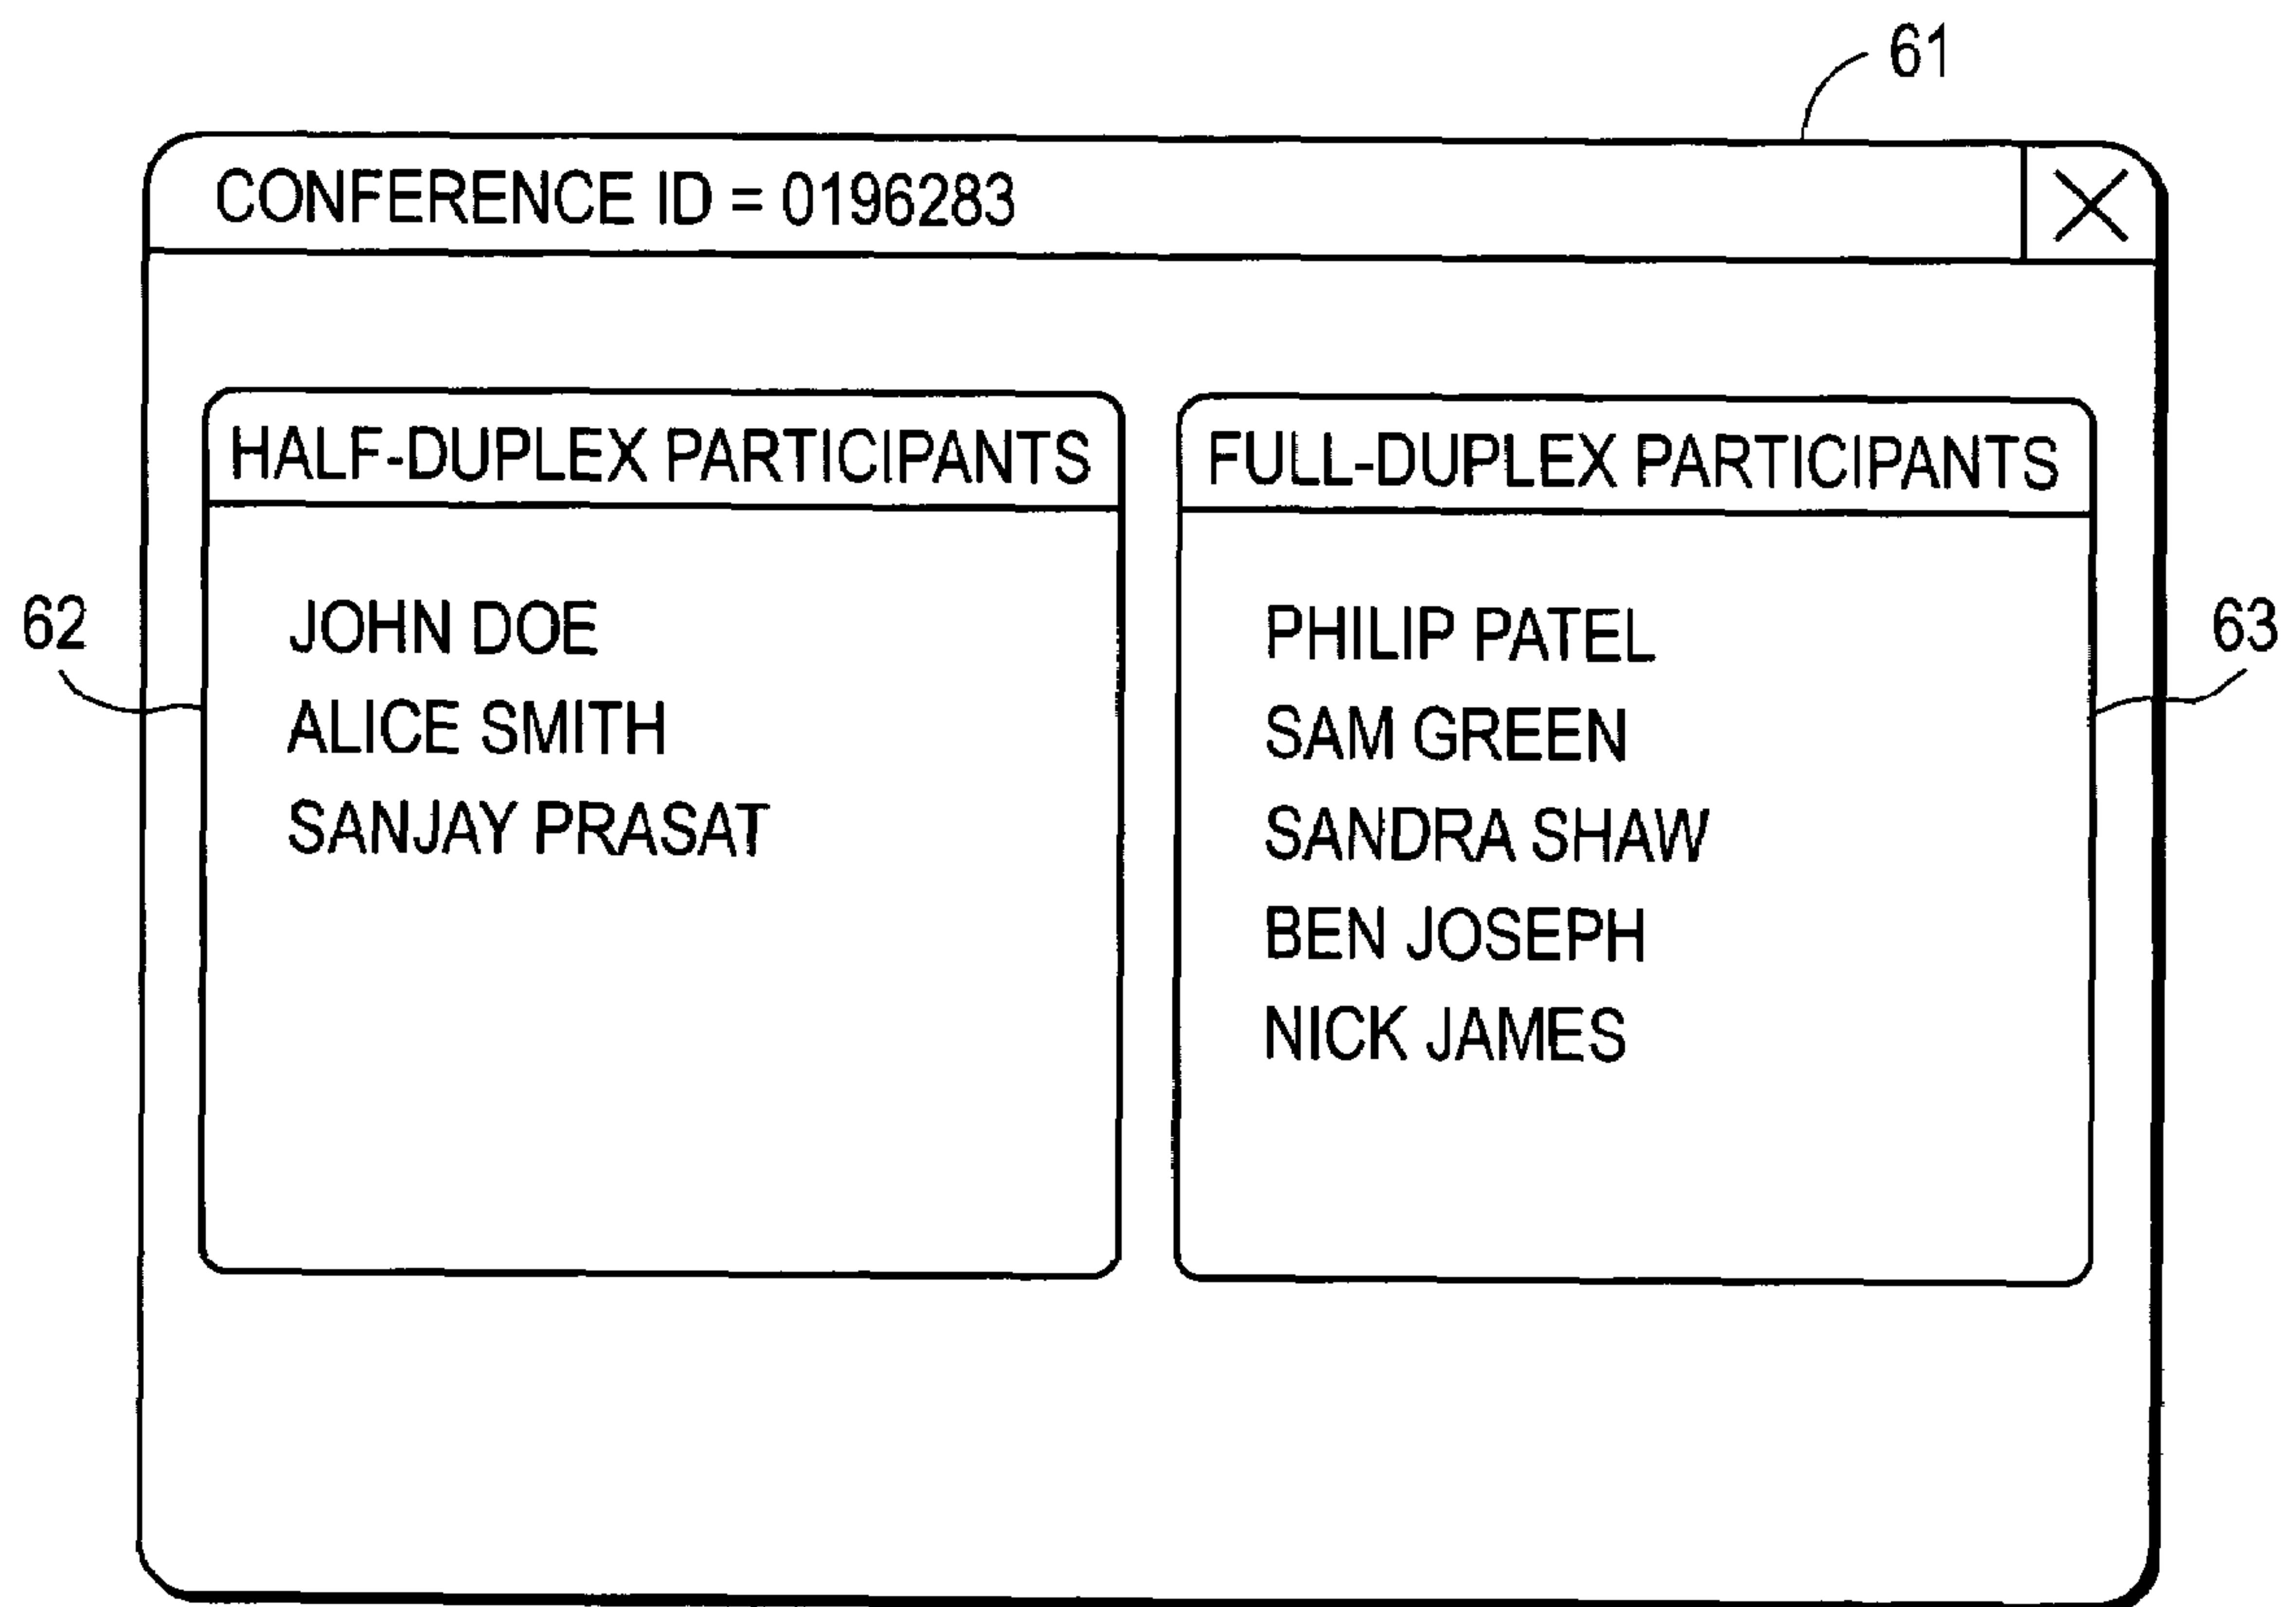 61
CONFERENCE ID = 0196283
HALF-DUPLEX PARTICIPANTS
62
JOHN DOE
ALICE SMITH
SANJAY PRASAT
FULL-DUPLEX PARTICIPANTS
63
PHILIP PATEL
SAM GREEN
SANDRA SHAW
BEN JOSEPH
NICK JAMES